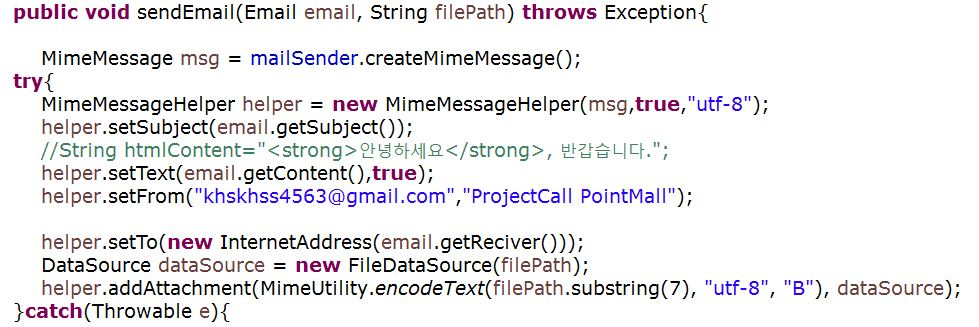 public void sendEmail(Email email, String filePath) throws Exception{
MimeMessage msg = mailSender.createMimeMessage();
try{
MimeMessageHelper helper = new MimeMessageHelper(msg,true,"utf-8");
helper.setSubject(email.getSubject());
//String htmlContent="<strong>안녕하세요</strong>, 반갑습니다.";
helper.setText(email.getContent(),true);
helper.setFrom("khskhss4563@gmail.com","ProjectCall PointMall");
helper.setTo(new InternetAddress(email.getReciver()));
DataSource dataSource = new FileDataSource(filePath);
helper.addAttachment(MimeUtility.encodeText(filePath.substring(7), "utf-8", "B"), dataSource);
}catch(Throwable e){